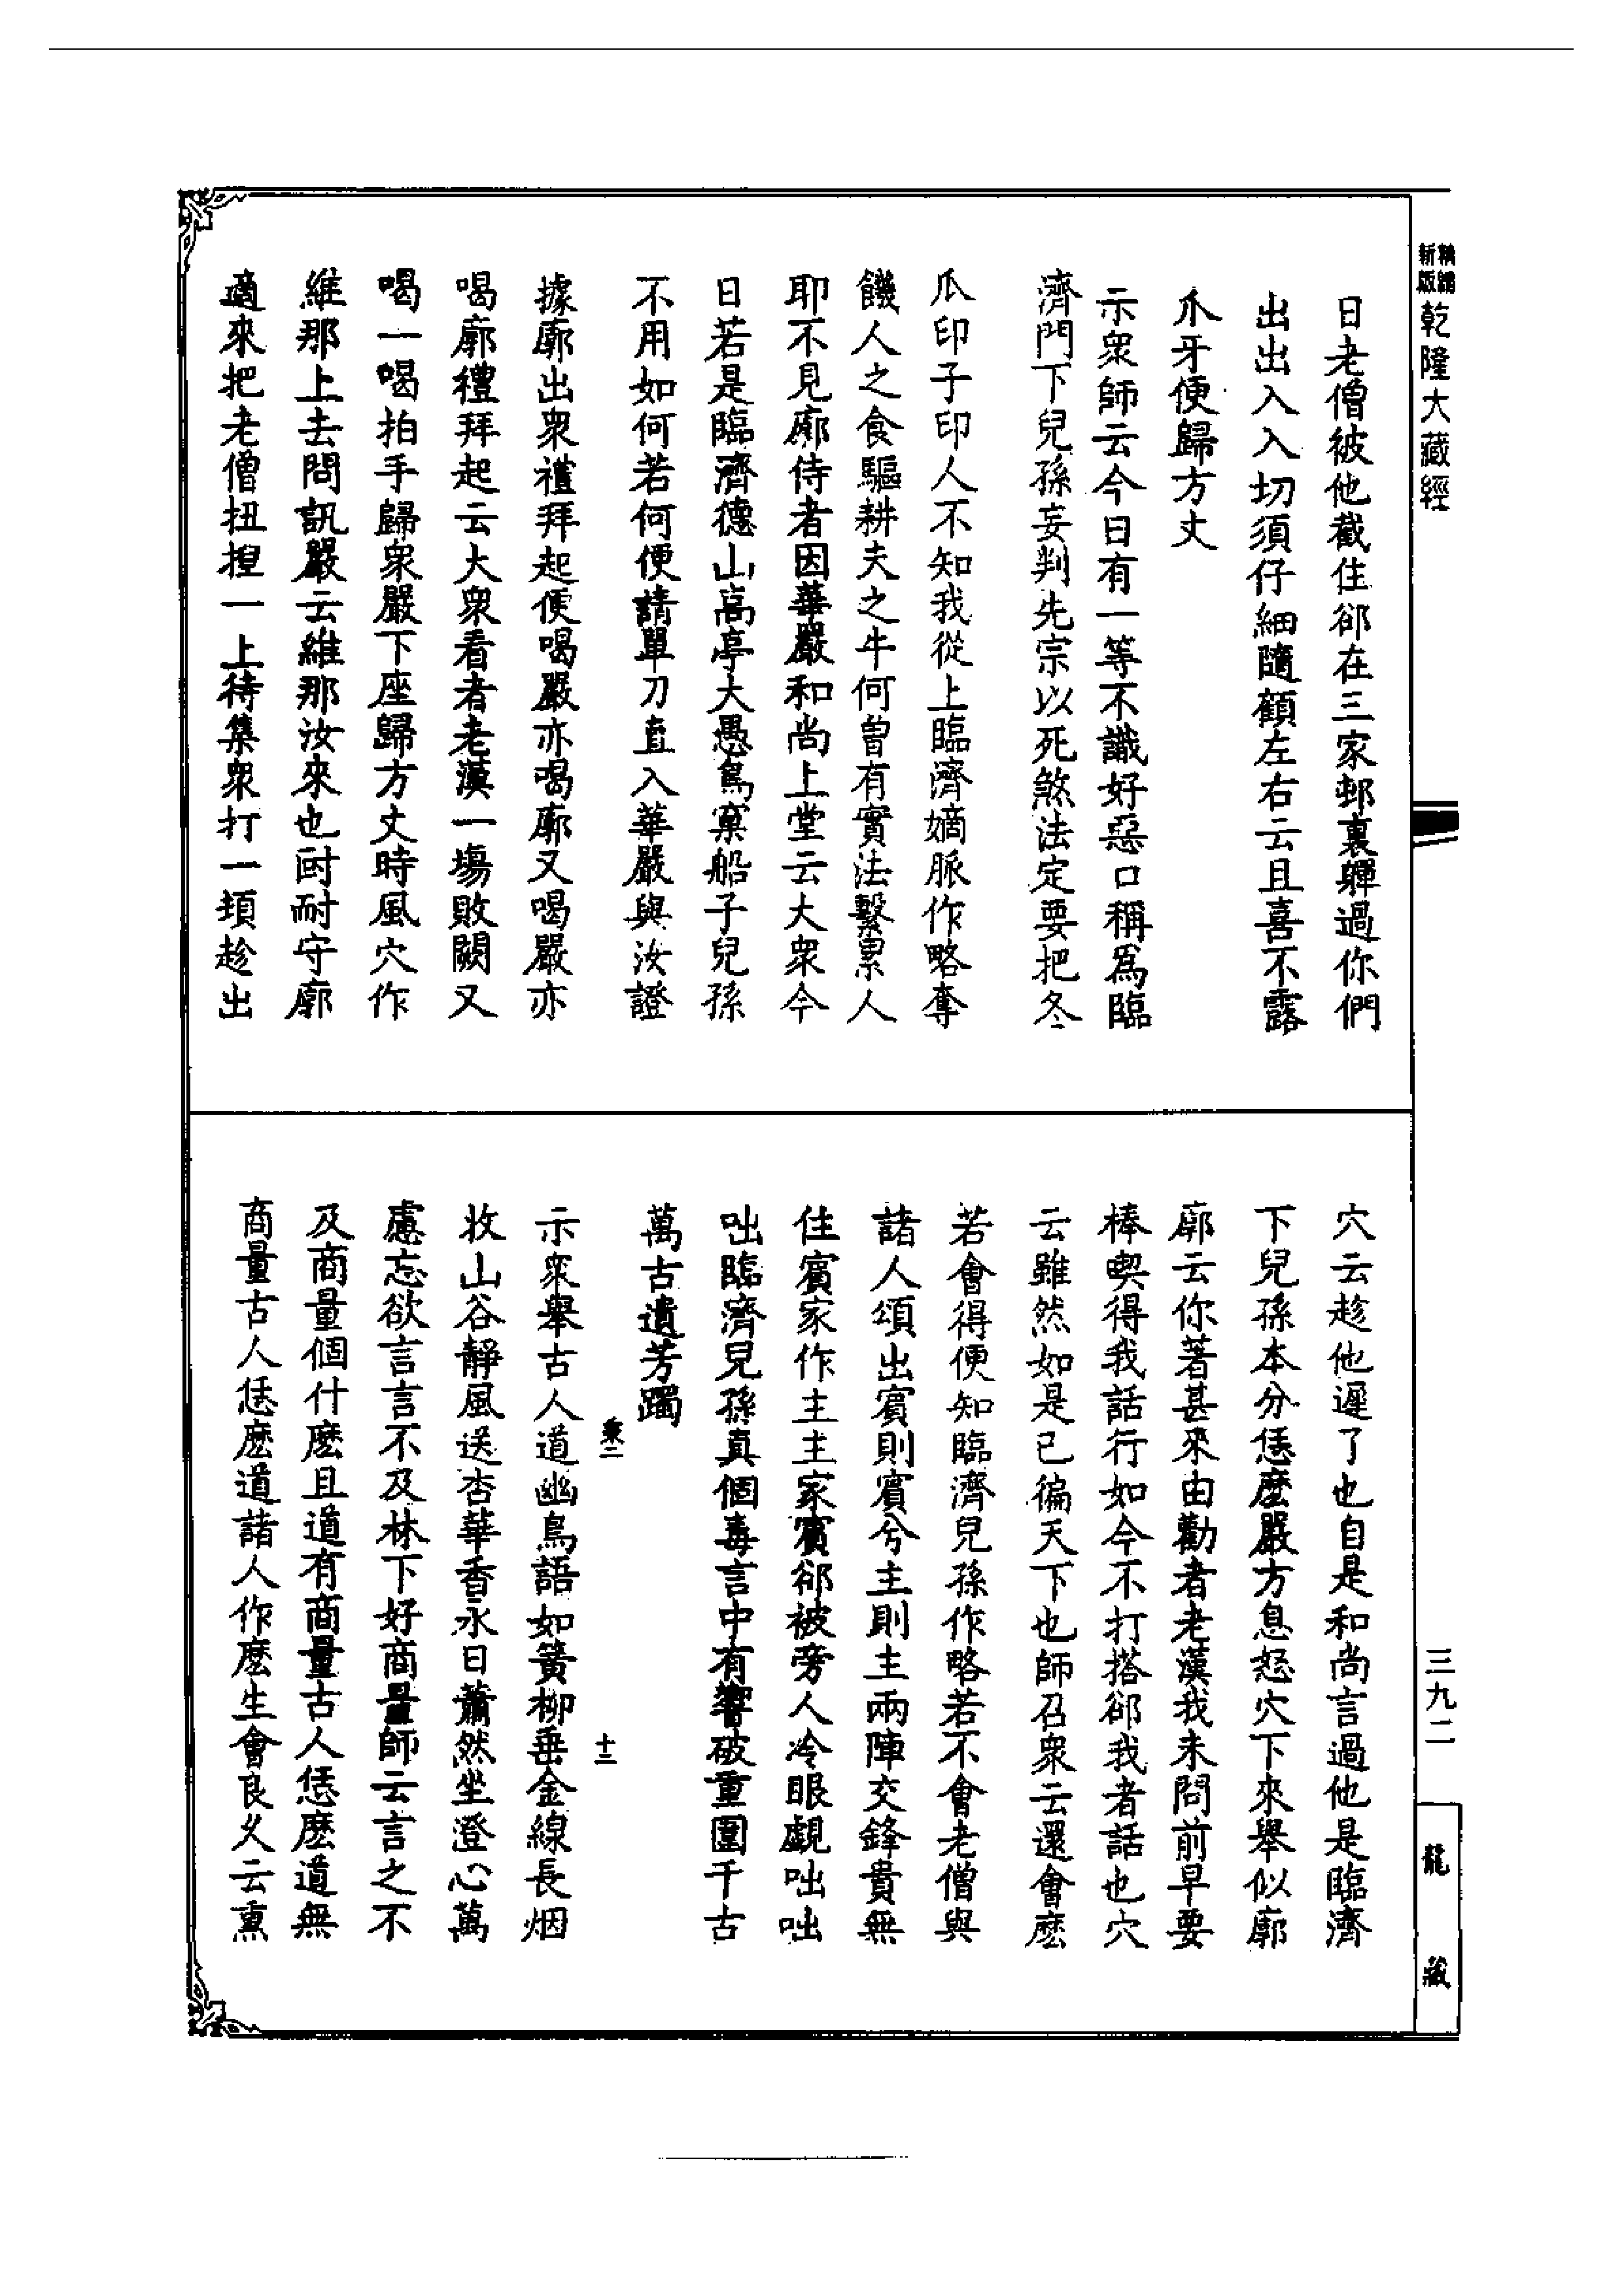 新版
精縮
乾隆大藏經
日老僧被他截住郤在三家邨裏軃過你們
出出入入切須仔細隨顧左右云且喜不露
爪牙便歸方丈
示衆師云今日有一等不識好惡口稱爲臨
濟門下兒孫妄判先宗以死煞法定要把冬
瓜印子印人不知我從上臨濟嫡脈作略奪
饑人之食驅耕夫之牛何曾有實法繫累人
耶不見廓侍者因華嚴和尚上堂云大衆今
日若是臨濟德山高亭大愚鳥窠船子兒孫
不用如何若何便請單刀直入華嚴與汝證
據廓出衆禮拜起便喝嚴亦喝廓又喝嚴亦
喝廓禮拜起云大衆看者老漢一場敗闕又
喝一喝拍手歸衆嚴下座歸方丈時風穴作
維那上去問訊嚴云維那汝來也叵耐守廓
適來把老僧扭揑一上待集衆打一頓趁出
穴云趁他遲了也自是和尚言過他是臨濟
下兒孫本分恁麽嚴方息怒穴下來舉似廓
廓云你著甚來由勸者老漢我未問前早要
棒喫得我話行如今不打搭郤我者話也穴
云雖然如是已徧天下也師召衆云還會麽
若會得便知臨濟兒孫作略若不會老僧與
諸人頌出賓則賓兮主則主兩陣交鋒貴無
住賓家作主主家賓郤被旁人冷眼覷咄咄
咄臨濟兒孫真個毒言中有響破重圍千古
萬古遺芳躅
秉二
十二
示衆舉古人道幽鳥語如簧柳垂金線長烟
收山谷靜風送杏華香永日蕭然坐澄心萬
慮忘欲言言不及林下好商量師云言之不
及商量個什麽且道有商量古人恁麽道無
商量古人恁麽道諸人作麽生會良久云熏
三九二
龍
藏